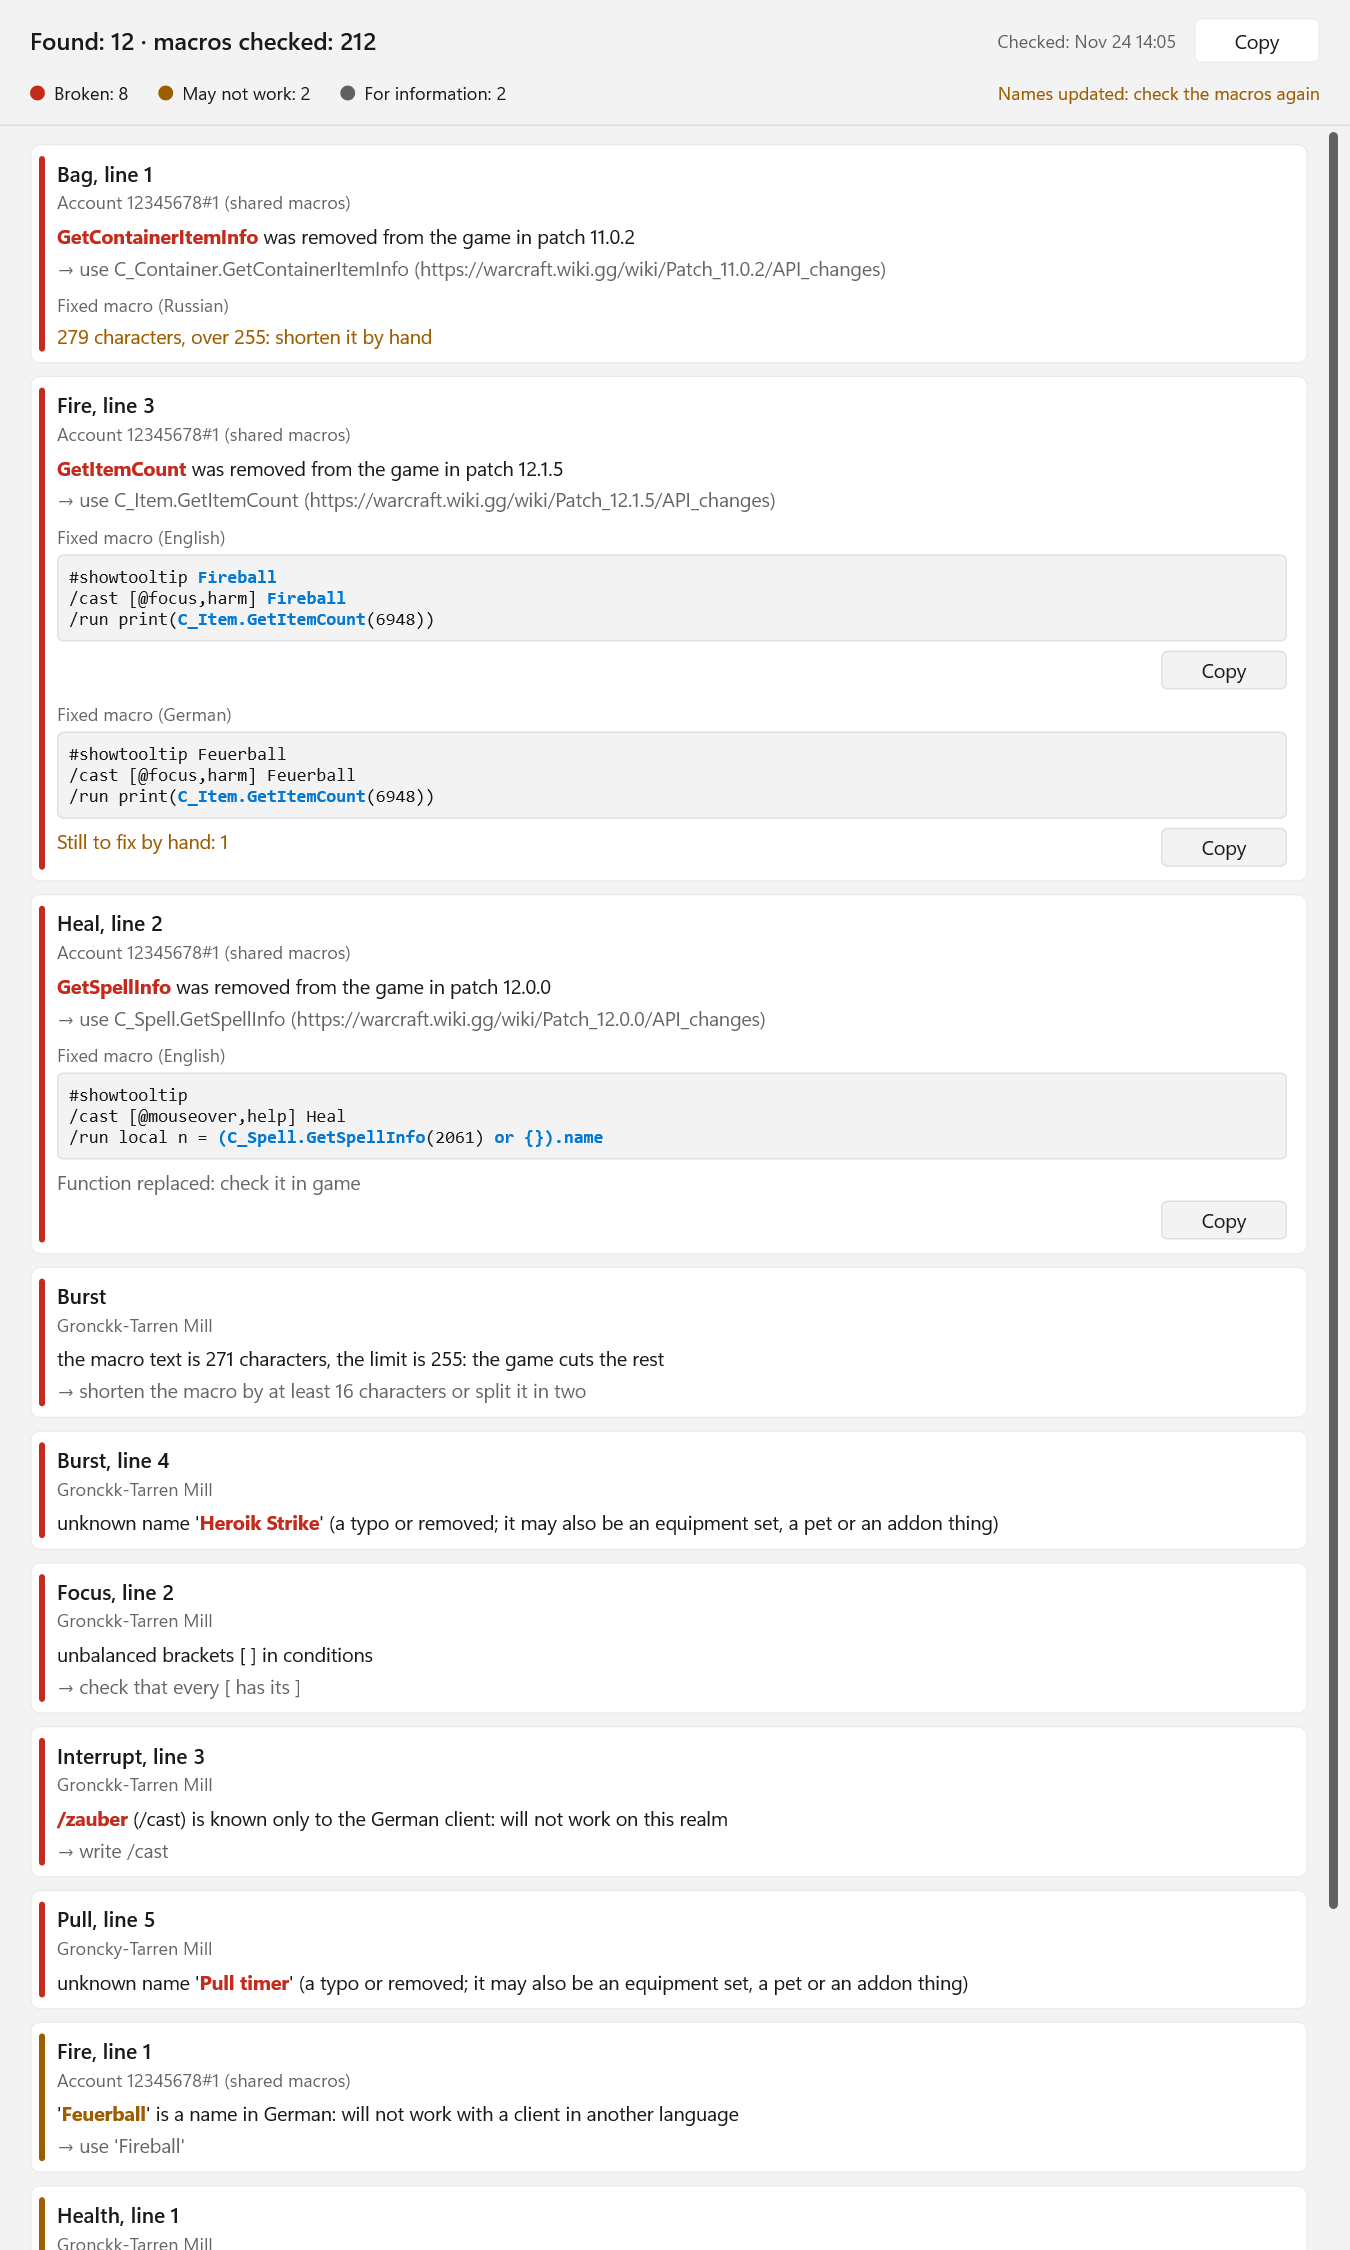 Found: 12 · macros checked: 212
Checked: Nov 24 14:05
Copy
Broken: 8
May not work: 2
For information: 2
Names updated: check the macros again
Bag, line 1
Account 12345678#1 (shared macros)
GetContainerItemInfo was removed from the game in patch 11.0.2
→ use C_Container.GetContainerItemInfo (https://warcraft.wiki.gg/wiki/Patch_11.0.2/API_changes)
Fixed macro (Russian)
279 characters, over 255: shorten it by hand
Fire, line 3
Account 12345678#1 (shared macros)
GetItemCount was removed from the game in patch 12.1.5
→ use C_Item.GetItemCount (https://warcraft.wiki.gg/wiki/Patch_12.1.5/API_changes)
Fixed macro (English)
#showtooltip Fireball
/cast [@focus,harm] Fireball
/run print(C_Item.GetItemCount(6948))
Copy
Fixed macro (German)
#showtooltip Feuerball
/cast [@focus,harm] Feuerball
/run print(C_Item.GetItemCount(6948))
Still to fix by hand: 1
Copy
Heal, line 2
Account 12345678#1 (shared macros)
GetSpellInfo was removed from the game in patch 12.0.0
→ use C_Spell.GetSpellInfo (https://warcraft.wiki.gg/wiki/Patch_12.0.0/API_changes)
Fixed macro (English)
#showtooltip
/cast [@mouseover,help] Heal
/run local n = (C_Spell.GetSpellInfo(2061) or {}).name
Function replaced: check it in game
Copy
Burst
Gronckk-Tarren Mill
the macro text is 271 characters, the limit is 255: the game cuts the rest
→ shorten the macro by at least 16 characters or split it in two
Burst, line 4
Gronckk-Tarren Mill
unknown name 'Heroik Strike' (a typo or removed; it may also be an equipment set, a pet or an addon thing)
Focus, line 2
Gronckk-Tarren Mill
unbalanced brackets [ ] in conditions
→ check that every [ has its ]
Interrupt, line 3
Gronckk-Tarren Mill
/zauber (/cast) is known only to the German client: will not work on this realm
→ write /cast
Pull, line 5
Groncky-Tarren Mill
unknown name 'Pull timer' (a typo or removed; it may also be an equipment set, a pet or an addon thing)
Fire, line 1
Account 12345678#1 (shared macros)
'Feuerball' is a name in German: will not work with a client in another language
→ use 'Fireball'
Health, line 1
Gronckk-Tarren Mill